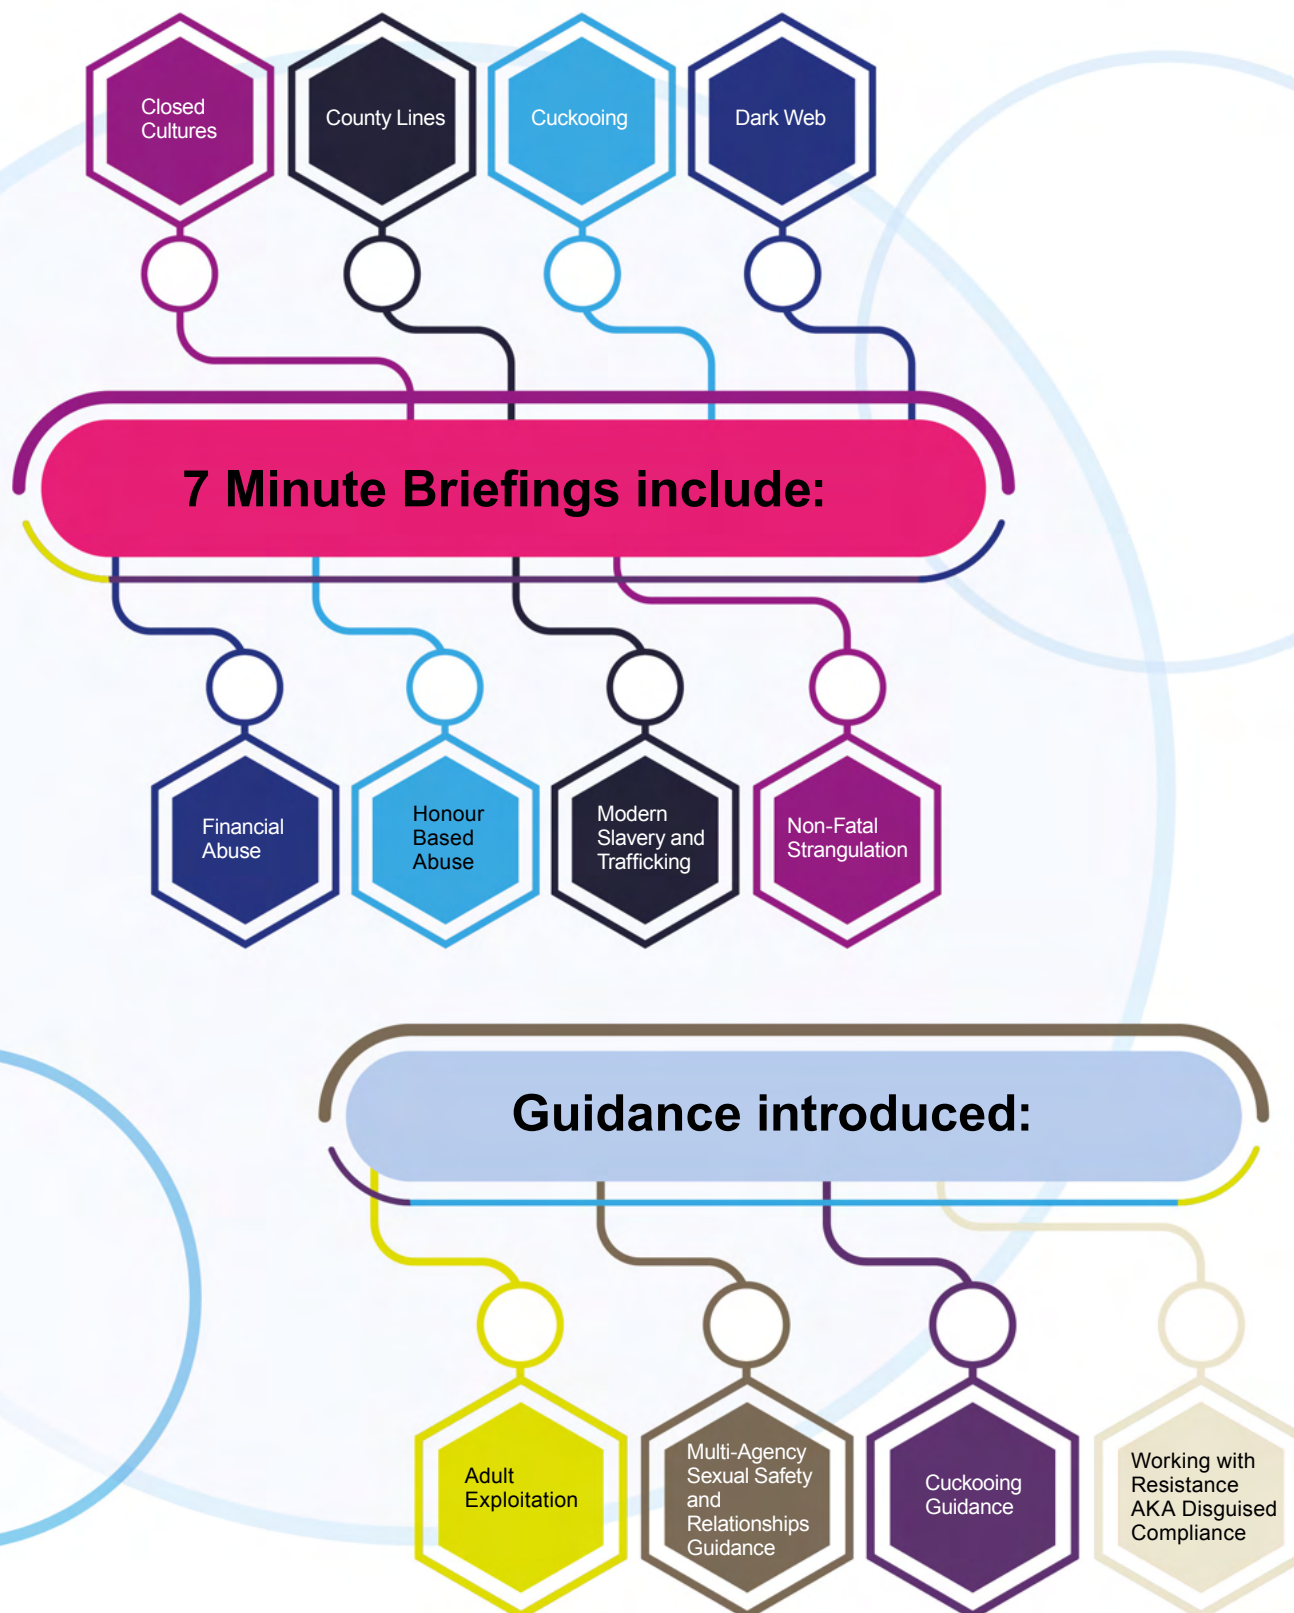 Closed
Cultures
County Lines
Cuckooing
Dark Web
7 Minute Briefings include:
Financial
Abuse
Honour
Based
Abuse
Modern
Slavery and
Trafficking
Non-Fatal
Strangulation
Guidance introduced:
Adult
Exploitation
Multi-Agency
Sexual Safety
and
Relationships
Guidance
Cuckooing
Guidance
Working with
Resistance
AKA Disguised
Compliance